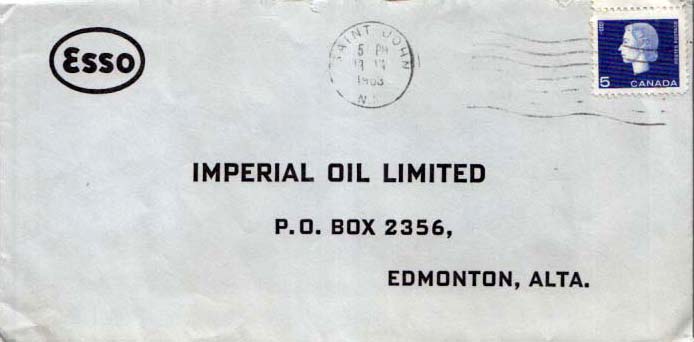 Esso
SAINT JOHN
5 PM
1963
N.
5
CANADA
IMPERIAL OIL LIMITED
P.O. BOX 2356,
EDMONTON, ALTA.